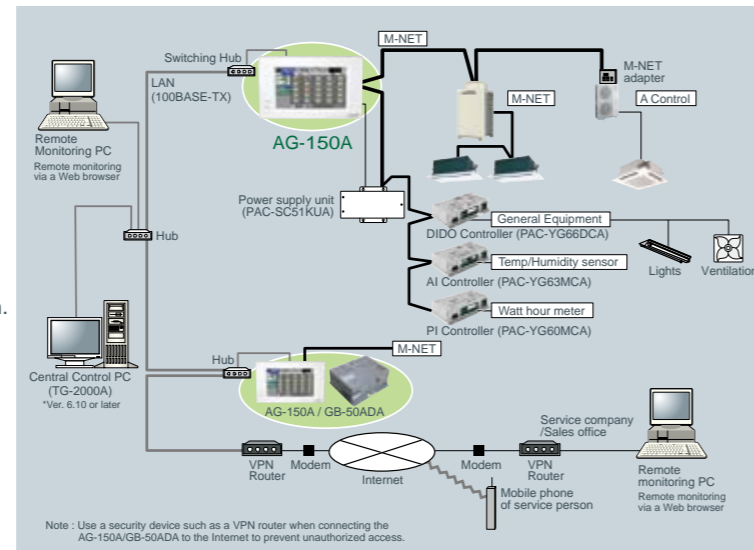 M-NET
Switching Hub
LAN
(100BASE-TX)
M-NET
adapter
M-NET
A Control
AG-150A
Remote
Monitoring PC
Remote monitoring
via a Web browser
Power supply unit
(PAC-SC51KUA)
General Equipment
DIDO Controller (PAC-YG66DCA)
Hub
Temp/Humidity sensor
Lights
Ventilation
AI Controller (PAC-YG63MCA)
n.
Watt hour meter
PI Controller (PAC-YG60MCA)
M-NET
Hub
Central Control PC
(TG-2000A)
*Ver. 6.10 or later
AG-150A / GB-50ADA
Service company
/Sales office
VPN
Router
Modem
Internet
Modem
VPN
Router
Remote
monitoring PC
Remote monitoring
via a Web browser
Mobile phone
of service person
Note : Use a security device such as a VPN router when connecting the
AG-150A/GB-50ADA to the Internet to prevent unauthorized access.